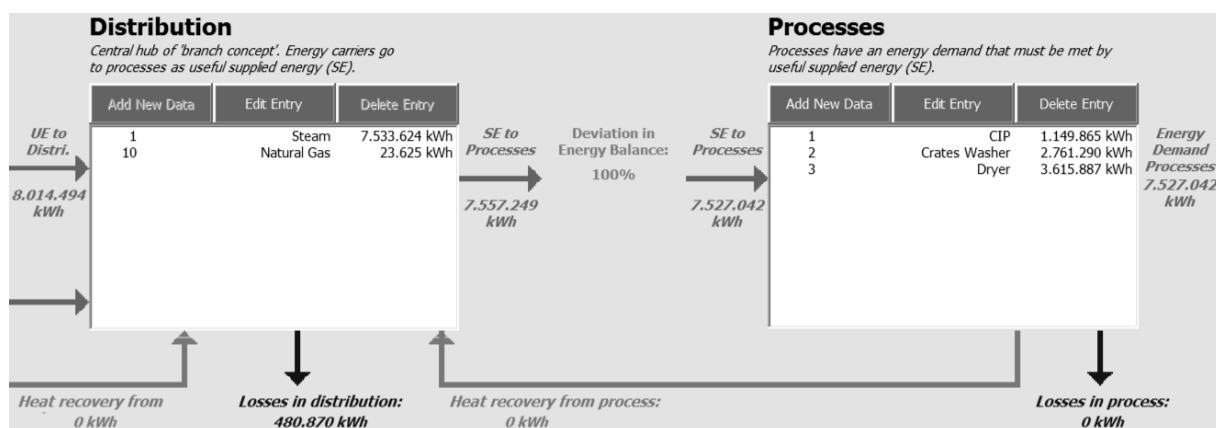 Distribution
Central hub of 'branch concept'. Energy carriers go
to processes as useful suppled energy (SE).
Add New Data Edit Entry Delete Entry
1 Steam 7.533.624 kWh
10 Natural Gas 23.625 kWh
UE to
Distri.
8.014.494
kWh
SE to
Processes
7.557.249
kWh
Deviation in
Energy Balance:
100%
SE to
Processes
7.527.042
kWh
Processes
Processes have an energy demand that must be met by
useful suppled energy (SE).
Add New Data Edit Entry Delete Entry
1 CIP 1.149.865 kWh
2 Crates Washer 2.761.290 kWh
3 Dryer 3.615.887 kWh
Energy
Demand
Processes
7.527.042
kWh
Heat recovery from
0 kWh
Losses in distribution:
480.870 kWh
Heat recovery from process:
0 kWh
Losses in process:
0 kWh